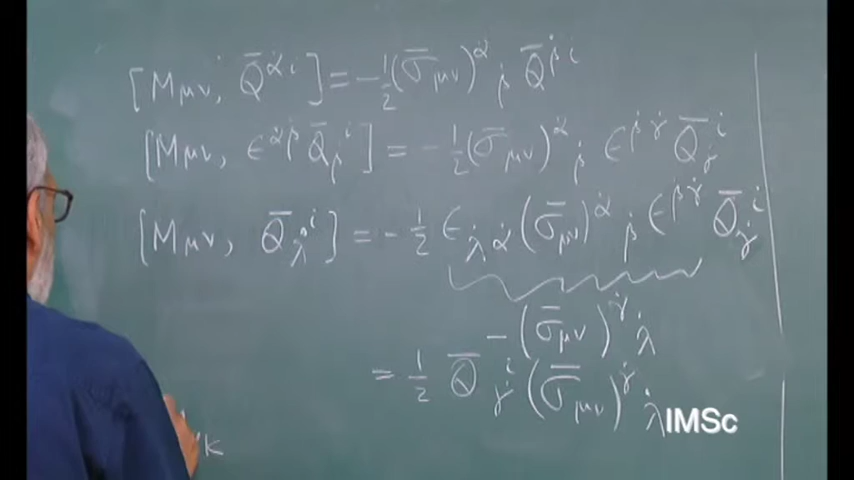 [Mμν, Q̄^α̇ i] = -1/2 (σ̄μν)^α̇ _β̇ Q̄^β̇ i
[Mμν, ϵ^α̇β̇ Q̄_β̇^i] = -1/2 (σ̄μν)^α̇ _β̇ ϵ^β̇γ̇ Q̄_γ̇^i
[Mμν, Q̄_λ̇^i] = -1/2 ϵ_λ̇α̇ (σ̄μν)^α̇ _β̇ ϵ^β̇γ̇ Q̄_γ̇^i
-(σ̄μν)^γ̇ _λ̇
= 1/2 Q̄_γ̇^i (σ̄μν)^γ̇ _λ̇
IMSc